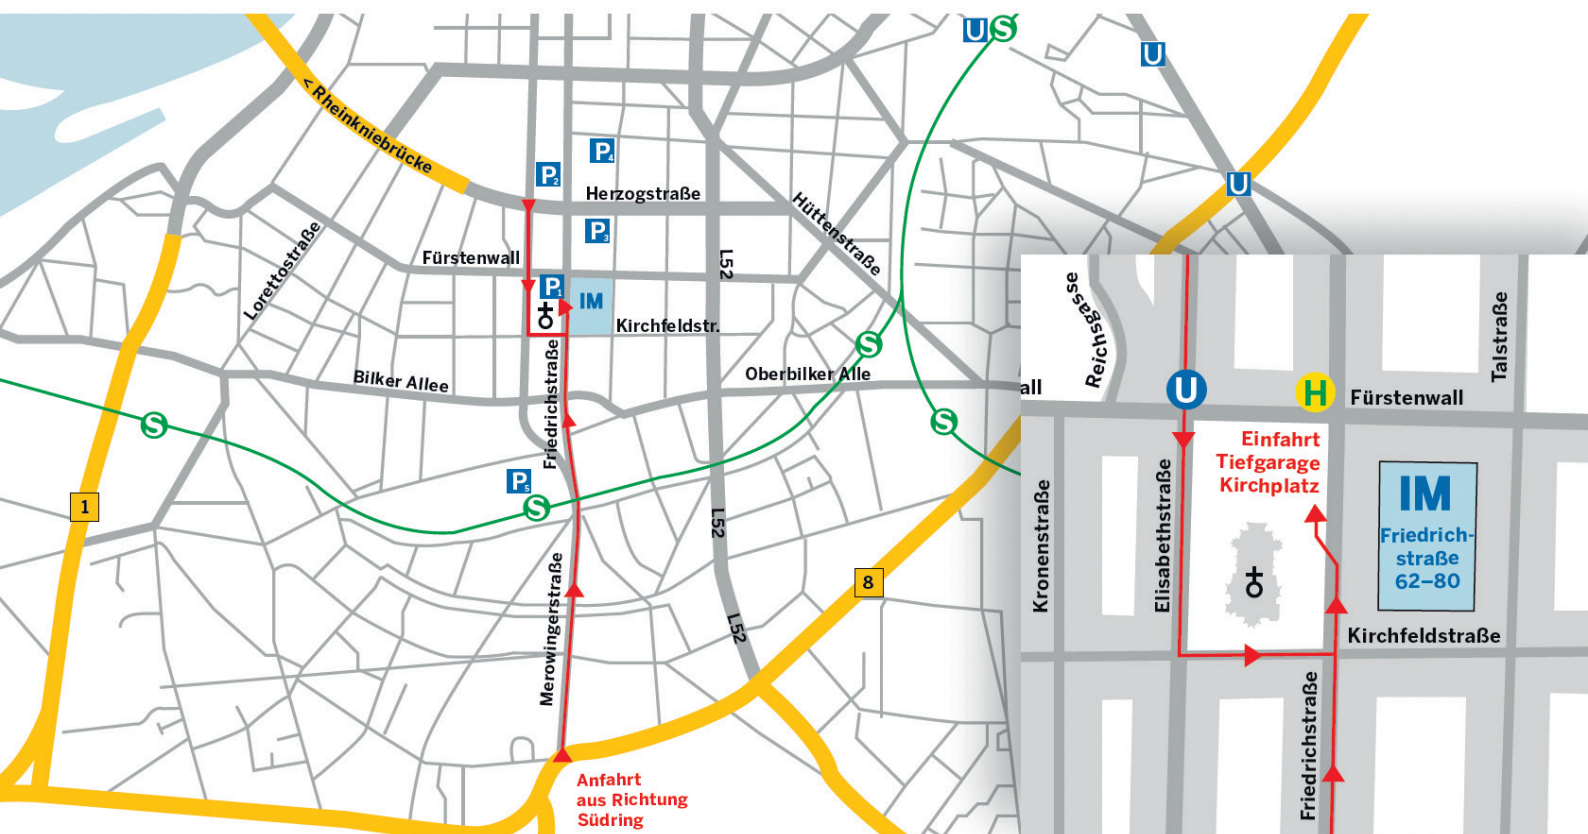 U
S
U
< Rheinkniebrücke
P4
P2
U
Herzogstraße
P3
Hüttenstraße
Lorettostraße
Fürstenwall
L52
P1
IM
Kirchfeldstr.
Friedrichstraße
S
Bilker Allee
Oberbilker Alle
S
S
P5
S
1
L52
8
Merowingerstraße
L52
Anfahrt
aus Richtung
Südring
Reichsgasse
Talstraße
all
U
H
Fürstenwall
Einfahrt
Tiefgarage
Kirchplatz
Kronenstraße
Elisabethstraße
IM
Friedrich-
straße
62–80
Kirchfeldstraße
Friedrichstraße